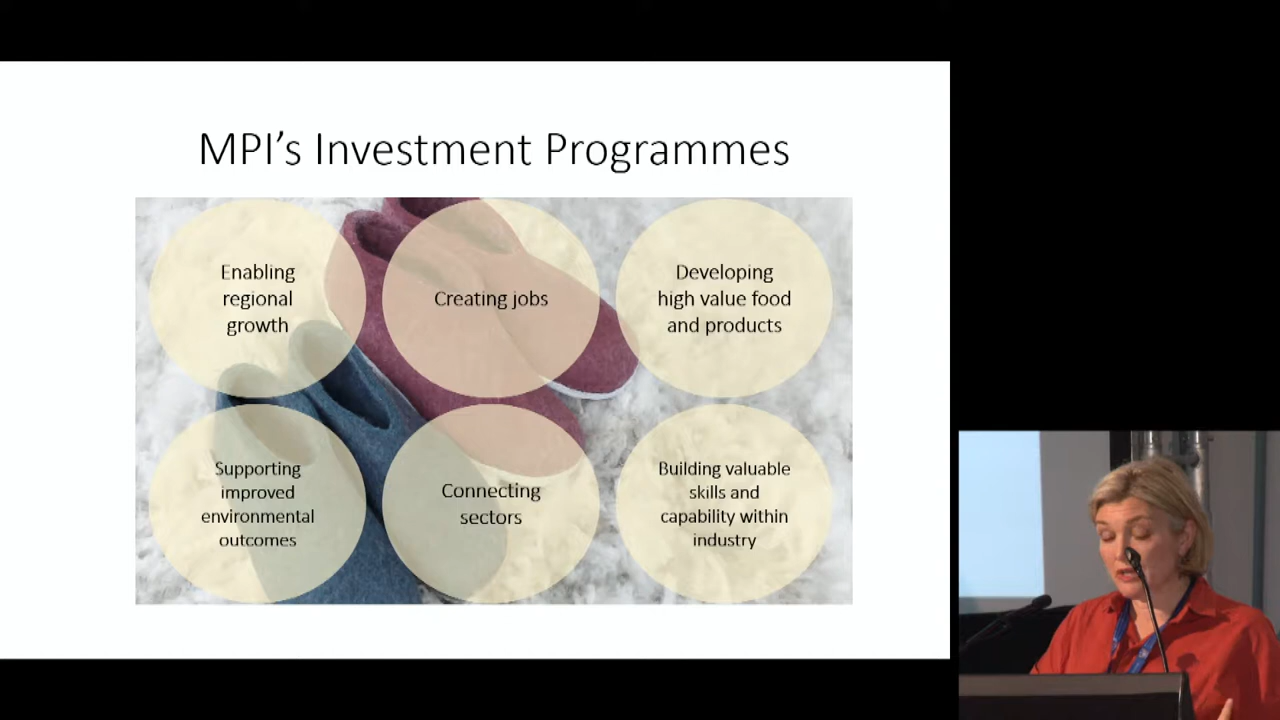 MPI's Investment Programmes
Enabling
regional
growth
Creating jobs
Developing
high value food
and products
Supporting
improved
environmental
outcomes
Connecting
sectors
Building valuable
skills and
capability within
industry